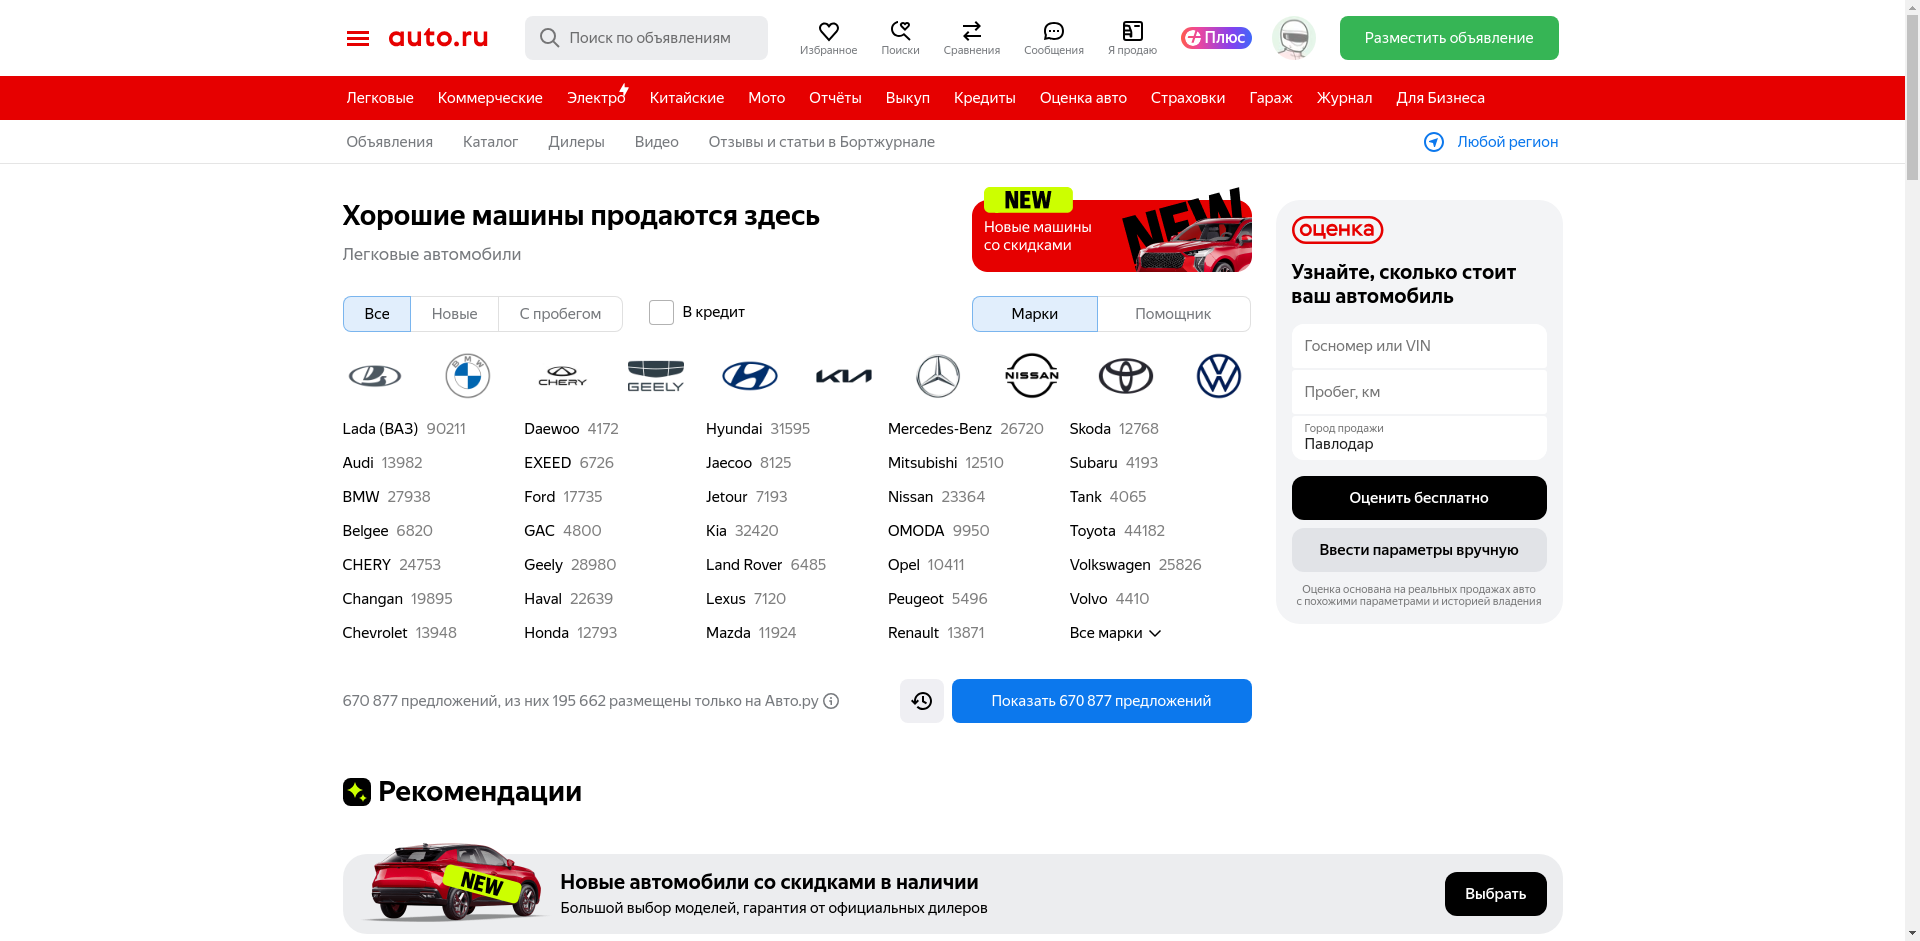 auto.ru
Поиск по объявлениям
Избранное
Поиски
Сравнения
Сообщения
Я продаю
Плюс
Разместить объявление
Легковые
Коммерческие
Электро
Китайские
Мото
Отчёты
Выкуп
Кредиты
Оценка авто
Страховки
Гараж
Журнал
Для Бизнеса
Объявления
Каталог
Дилеры
Видео
Отзывы и статьи в Бортжурнале
Любой регион
Хорошие машины продаются здесь
Легковые автомобили
NEW
Новые машины
со скидками
NEW
Все
Новые
С пробегом
В кредит
Марки
Помощник
BMW
CHERY
GEELY
KIA
NISSAN
Lada (ВАЗ) 90211
Audi 13982
BMW 27938
Belgee 6820
CHERY 24753
Changan 19895
Chevrolet 13948
Daewoo 4172
EXEED 6726
Ford 17735
GAC 4800
Geely 28980
Haval 22639
Honda 12793
Hyundai 31595
Jaecoo 8125
Jetour 7193
Kia 32420
Land Rover 6485
Lexus 7120
Mazda 11924
Mercedes-Benz 26720
Mitsubishi 12510
Nissan 23364
OMODA 9950
Opel 10411
Peugeot 5496
Renault 13871
Skoda 12768
Subaru 4193
Tank 4065
Toyota 44182
Volkswagen 25826
Volvo 4410
Все марки
670 877 предложений, из них 195 662 размещены только на Авто.ру
Показать 670 877 предложений
оценка
Узнайте, сколько стоит
ваш автомобиль
Госномер или VIN
Пробег, км
Город продажи
Павлодар
Оценить бесплатно
Ввести параметры вручную
Оценка основана на реальных продажах авто
с похожими параметрами и историей владения
Рекомендации
NEW
Новые автомобили со скидками в наличии
Большой выбор моделей, гарантия от официальных дилеров
Выбрать